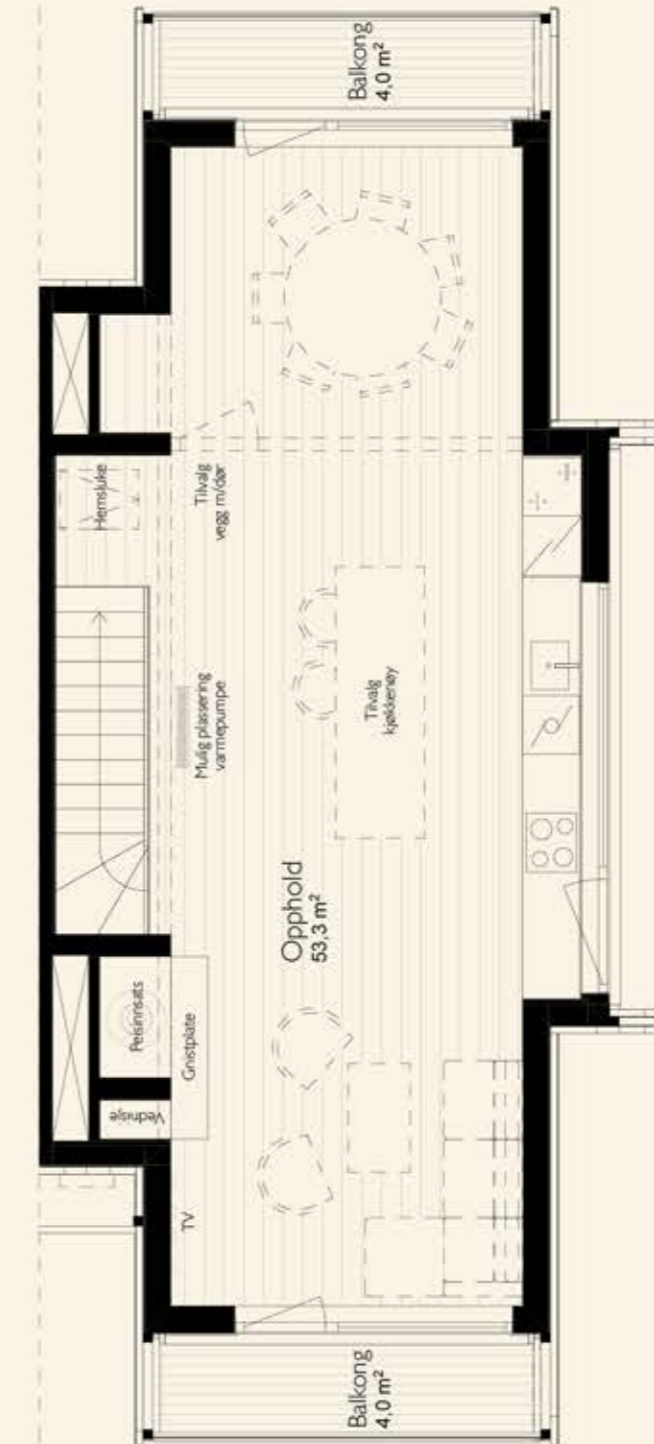 Balkong
4,0 m²
Hemsluke
Tilvalg
vegg m/dør
Mulig plassering
varmepumpe
Tilvalg
kjøkkenøy
Opphold
53,3 m²
Peisinnsats
Gnistplate
Vednisje
TV
Balkong
4,0 m²